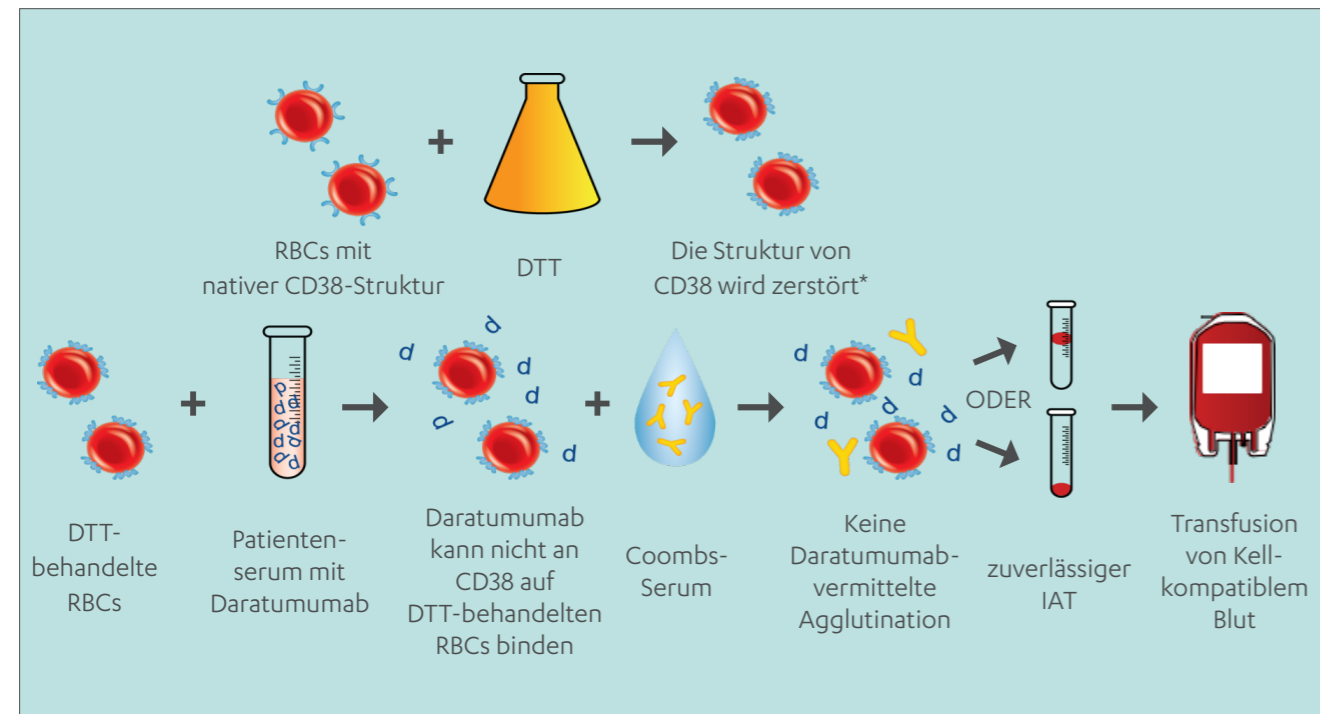 RBCs mit
nativer CD38-Struktur
DTT
Die Struktur von
CD38 wird zerstört*
d
d
d
d
d
d
d
d
d
d
d
ODER
DTT-
behandelte
RBCs
Patienten-
serum mit
Daratumumab
Daratumumab
kann nicht an
CD38 auf
DTT-behandelten
RBCs binden
Coombs-
Serum
Keine
Daratumumab-
vermittelte
Agglutination
zuverlässiger
IAT
Transfusion
von Kell-
kompatiblem
Blut